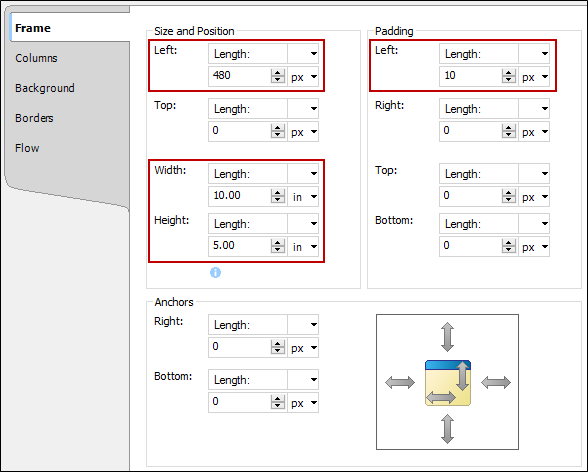 Frame
Columns
Background
Borders
Flow
Size and Position
Left: Length:
480 px
Top: Length:
0 px
Width: Length:
10.00 in
Height: Length:
5.00 in
Padding
Left: Length:
10 px
Right: Length:
0 px
Top: Length:
0 px
Bottom: Length:
0 px
Anchors
Right: Length:
0 px
Bottom: Length:
0 px